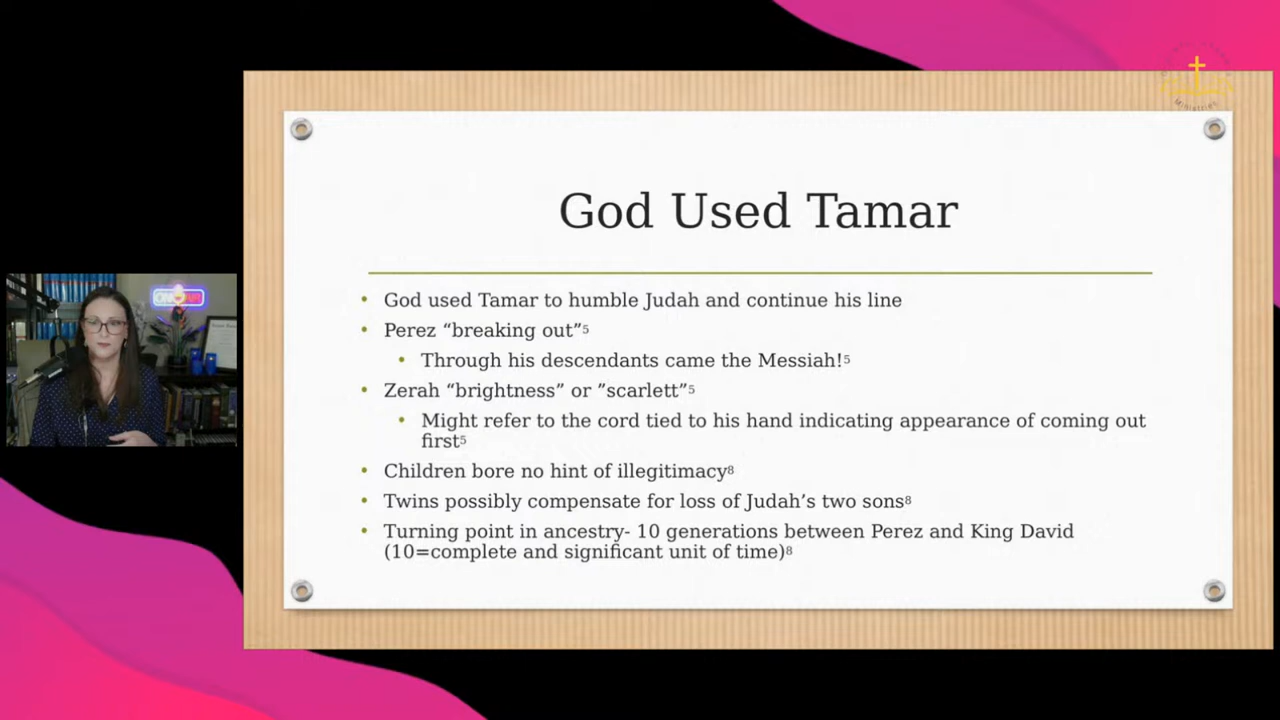 God Used Tamar
• God used Tamar to humble Judah and continue his line
• Perez “breaking out”⁵
• Through his descendants came the Messiah!⁵
• Zerah “brightness” or ”scarlett”⁵
• Might refer to the cord tied to his hand indicating appearance of coming out
first⁵
• Children bore no hint of illegitimacy⁸
• Twins possibly compensate for loss of Judah’s two sons⁸
• Turning point in ancestry- 10 generations between Perez and King David
(10=complete and significant unit of time)⁸
Ministries